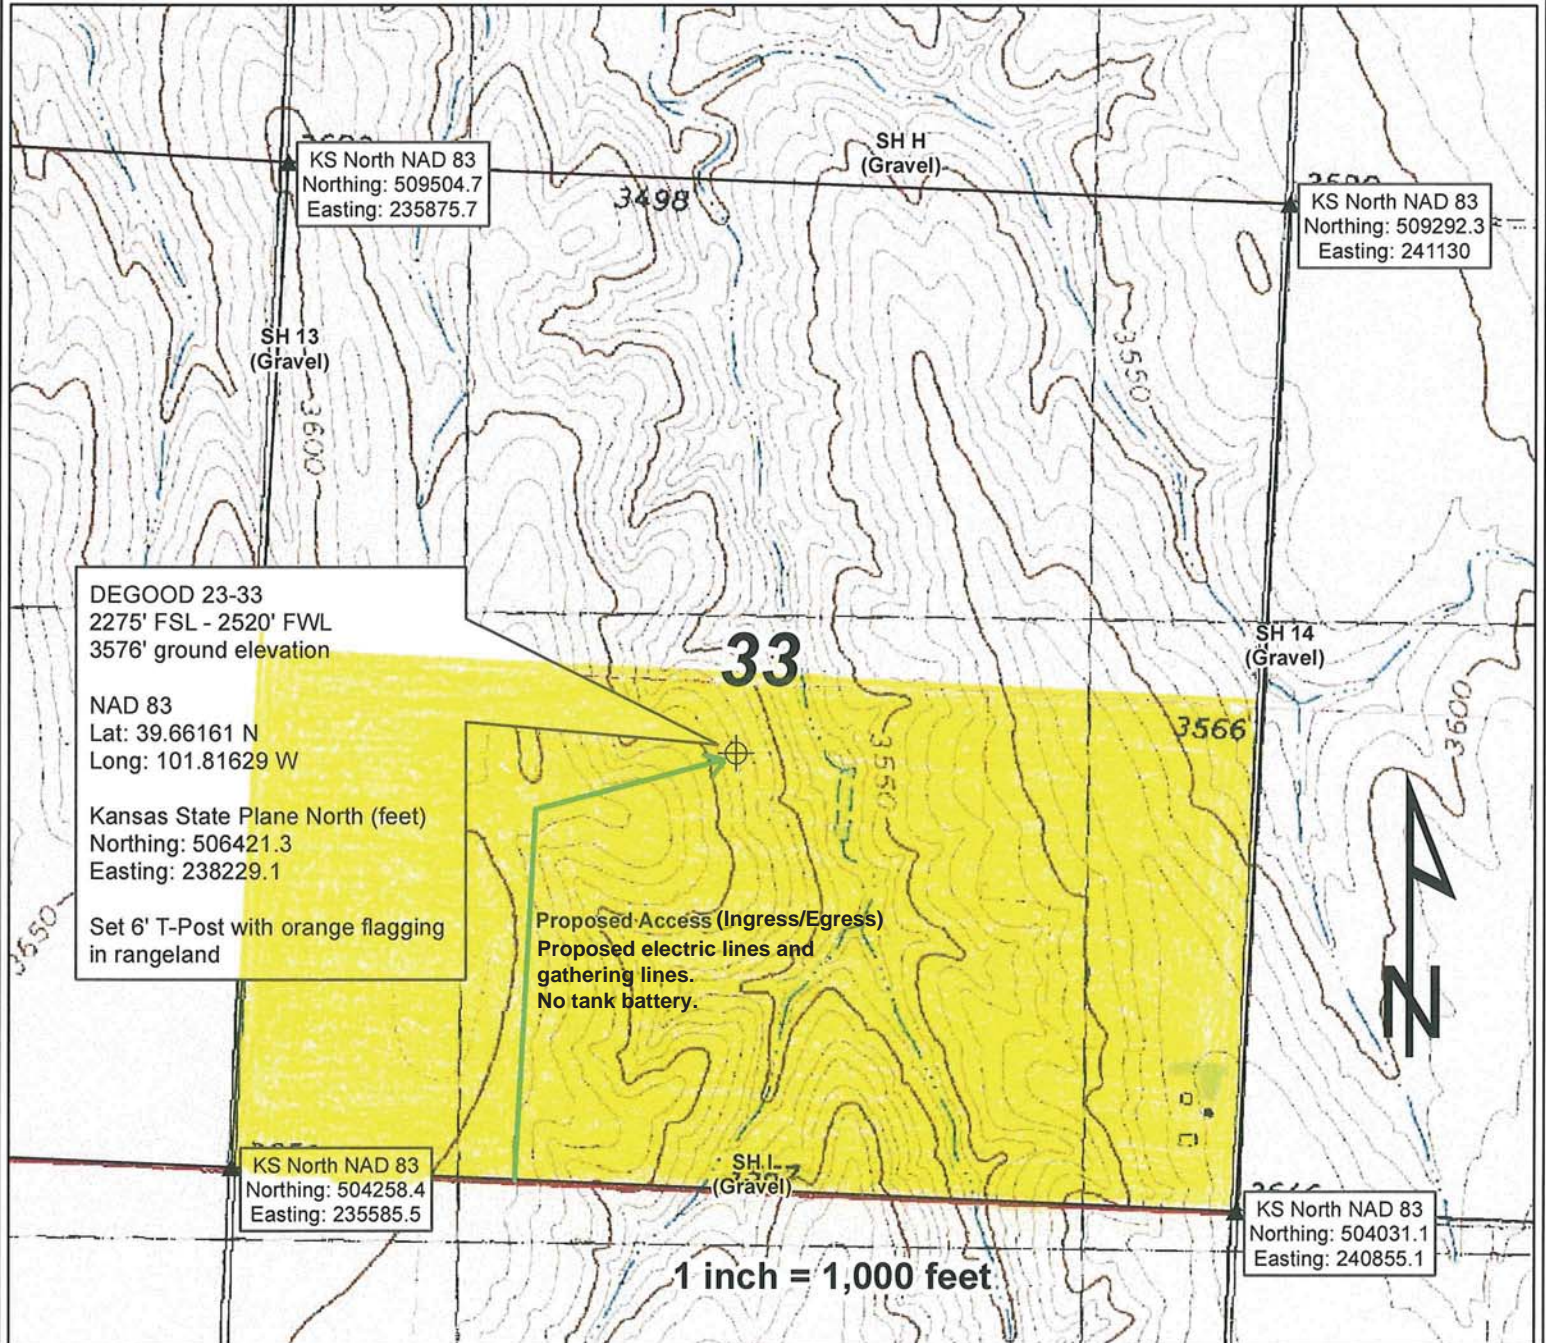 SH H
(Gravel)
KS North NAD 83
Northing: 509504.7
Easting: 235875.7
3498
KS North NAD 83
Northing: 509292.3
Easting: 241130
SH 13
(Gravel)
3550
3600
DEGOOD 23-33
2275' FSL - 2520' FWL
3576' ground elevation
NAD 83
Lat: 39.66161 N
Long: 101.81629 W
Kansas State Plane North (feet)
Northing: 506421.3
Easting: 238229.1
Set 6' T-Post with orange flagging
in rangeland
33
SH 14
(Gravel)
3566
3600
3550
3650
Proposed Access (Ingress/Egress)
Proposed electric lines and
gathering lines.
No tank battery.
N
KS North NAD 83
Northing: 504258.4
Easting: 235585.5
SH I
(Gravel)
KS North NAD 83
Northing: 504031.1
Easting: 240855.1
1 inch = 1,000 feet